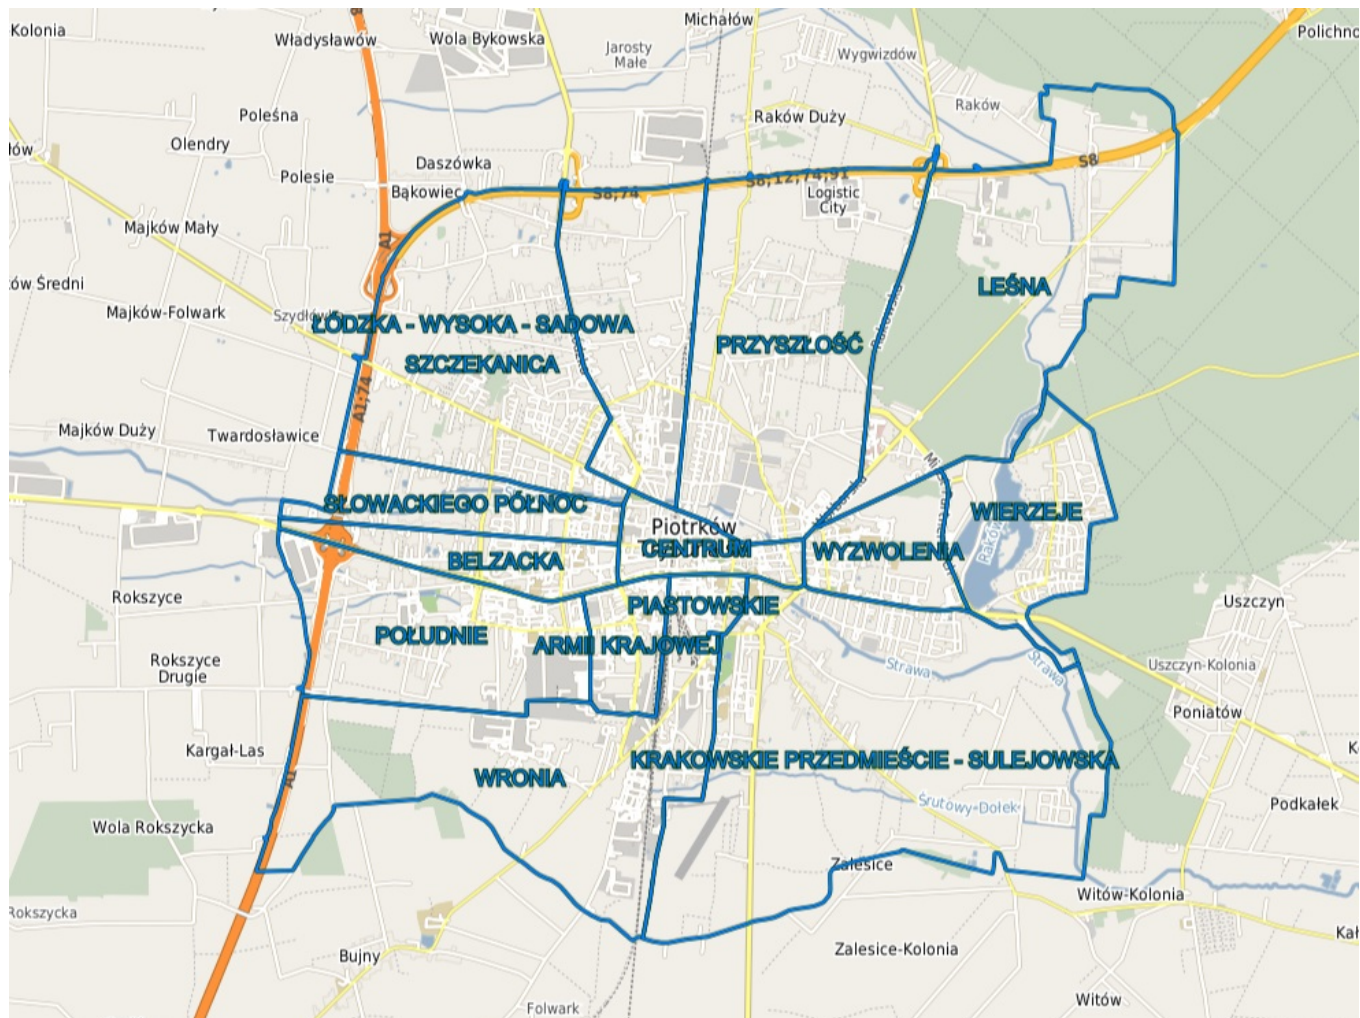 Kolonia
Michałów
Władysławów
Wola Bykowska
Jarosty
Małe
Wygwizdów
Polichno
Raków
Poleśna
Raków Duży
Olendry
Daszówka
Polesie
Bąkowiec
S8
S8;74
S8;12;74;91
Logistic
City
Majków Mały
A1
ów Średni
LEŚNA
Majków-Folwark
ŁÓDZKA - WYSOKA - SADOWA
SZCZEKANICA
PRZYSZŁOŚĆ
A1;74
Majków Duży
Twardosławice
SŁOWACKIEGO PÓŁNOC
WIERZEJE
Piotrków
CENTRUM
WYZWOLENIA
BELZACKA
Rokszyce
PIASTOWSKIE
Uszczyn
POŁUDNIE
ARMII KRAJOWEJ
Rokszyce
Drugie
Strawa
Strawa
Uszczyn-Kolonia
Poniatów
Kargał-Las
KRAKOWSKIE PRZEDMIEŚCIE - SULEJOWSKA
A1
WRONIA
Śrutowy-Dołek
Podkałek
Wola Rokszycka
Zalesice
Witów-Kolonia
Rokszycka
Zalesice-Kolonia
Bujny
Witów
Folwark